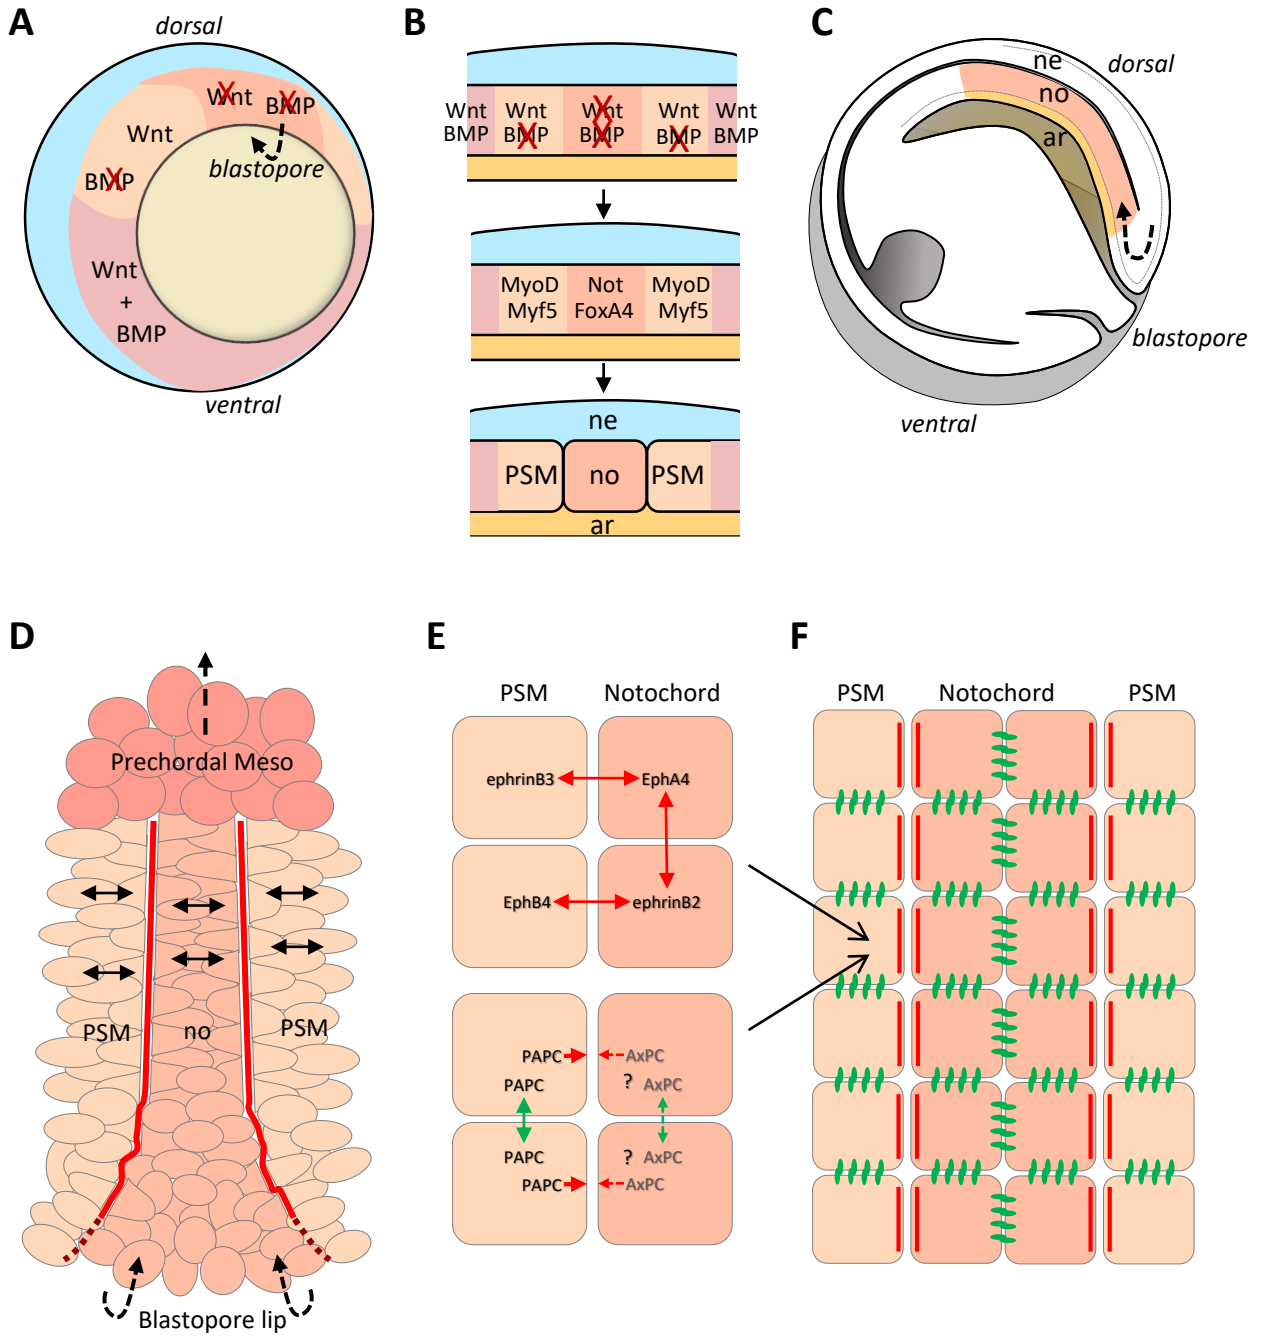 A
dorsal
Wnt
BMP
Wnt
blastopore
BMP
Wnt
+
BMP
ventral
B
Wnt Wnt Wnt Wnt Wnt
BMP BMP BMP BMP BMP
MyoD Not MyoD
Myf5 FoxA4 Myf5
ne
PSM no PSM
ar
C
ne
dorsal
no
ar
blastopore
ventral
D
Prechordal Meso
PSM no PSM
Blastopore lip
E
PSM Notochord
ephrinB3 EphA4
EphB4 ephrinB2
PAPC AxPC
PAPC ? AxPC
PAPC ? AxPC
PAPC AxPC
F
PSM Notochord PSM